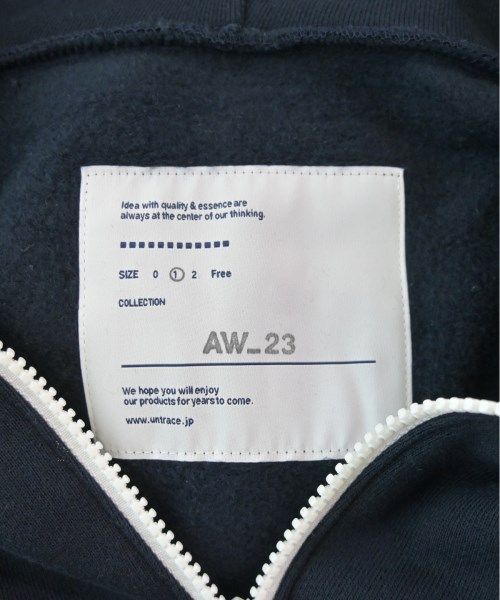 Idea with quality & essence are
always at the center of our thinking.
SIZE 0 1 2 Free
COLLECTION
AW_23
We hope you will enjoy
our products for years to come.
www.untrace.jp